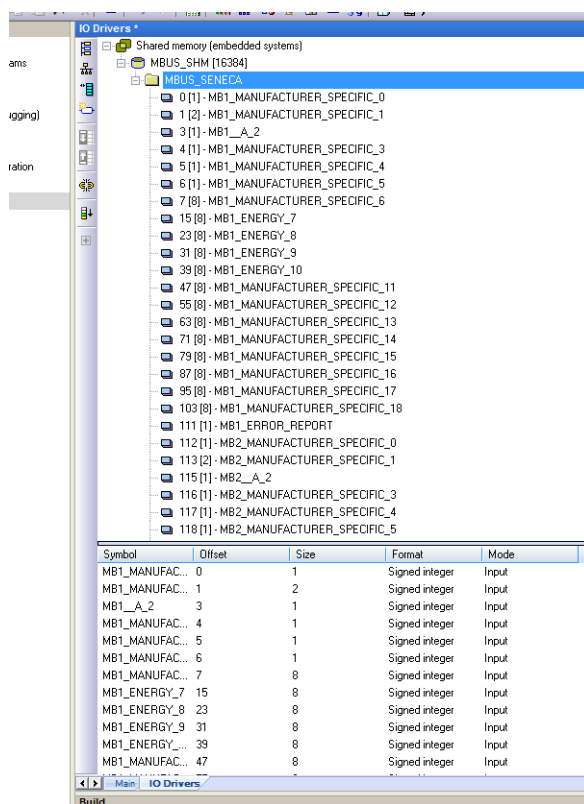 IO Drivers *
Shared memory (embedded systems)
ams
MBUS_SHM [16384]
MBUS_SENECA
0 [1] - MB1_MANUFACTURER_SPECIFIC_0
1 [2] - MB1_MANUFACTURER_SPECIFIC_1
ugging)
3 [1] - MB1__A_2
4 [1] - MB1_MANUFACTURER_SPECIFIC_3
ration
5 [1] - MB1_MANUFACTURER_SPECIFIC_4
6 [1] - MB1_MANUFACTURER_SPECIFIC_5
7 [8] - MB1_MANUFACTURER_SPECIFIC_6
15 [8] - MB1_ENERGY_7
23 [8] - MB1_ENERGY_8
31 [8] - MB1_ENERGY_9
39 [8] - MB1_ENERGY_10
47 [8] - MB1_MANUFACTURER_SPECIFIC_11
55 [8] - MB1_MANUFACTURER_SPECIFIC_12
63 [8] - MB1_MANUFACTURER_SPECIFIC_13
71 [8] - MB1_MANUFACTURER_SPECIFIC_14
79 [8] - MB1_MANUFACTURER_SPECIFIC_15
87 [8] - MB1_MANUFACTURER_SPECIFIC_16
95 [8] - MB1_MANUFACTURER_SPECIFIC_17
103 [8] - MB1_MANUFACTURER_SPECIFIC_18
111 [1] - MB1_ERROR_REPORT
112 [1] - MB2_MANUFACTURER_SPECIFIC_0
113 [2] - MB2_MANUFACTURER_SPECIFIC_1
115 [1] - MB2__A_2
116 [1] - MB2_MANUFACTURER_SPECIFIC_3
117 [1] - MB2_MANUFACTURER_SPECIFIC_4
118 [1] - MB2_MANUFACTURER_SPECIFIC_5
Symbol Offset Size Format Mode
MB1_MANUFAC... 0 1 Signed integer Input
MB1_MANUFAC... 1 2 Signed integer Input
MB1__A_2 3 1 Signed integer Input
MB1_MANUFAC... 4 1 Signed integer Input
MB1_MANUFAC... 5 1 Signed integer Input
MB1_MANUFAC... 6 1 Signed integer Input
MB1_MANUFAC... 7 8 Signed integer Input
MB1_ENERGY_7 15 8 Signed integer Input
MB1_ENERGY_8 23 8 Signed integer Input
MB1_ENERGY_9 31 8 Signed integer Input
MB1_ENERGY_... 39 8 Signed integer Input
MB1_MANUFAC... 47 8 Signed integer Input
Main IO Drivers
Build